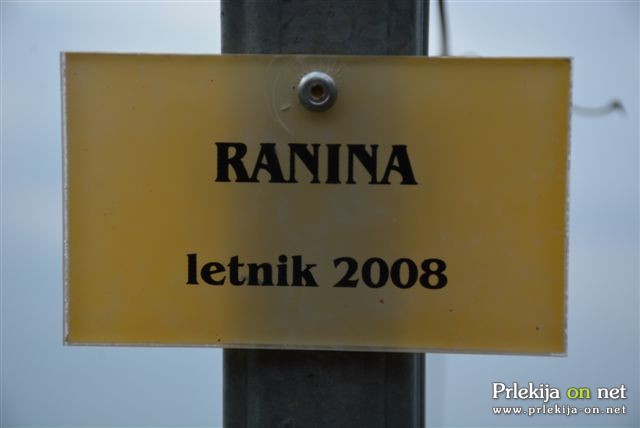 RANINA
letnik 2008
Prlekija on net
www.prlekija-on.net